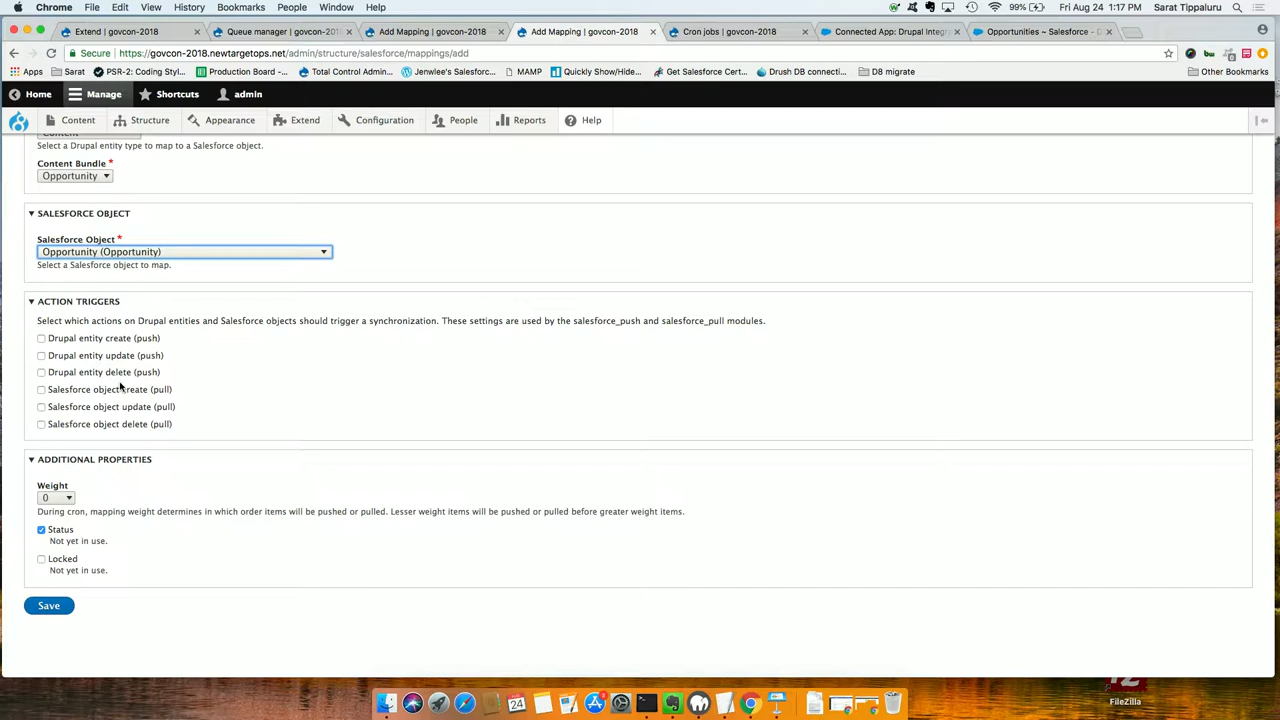 Chrome File Edit View History Bookmarks People Window Help 99% Fri Aug 24 1:17 PM Sarat Tippaluru
Extend | govcon-2018 Queue manager | govcon-2018 Add Mapping | govcon-2018 Add Mapping | govcon-2018 Cron jobs | govcon-2018 Connected App: Drupal Integrat Opportunities ~ Salesforce - D
Secure https://govcon-2018.newtargetops.net/admin/structure/salesforce/mappings/add
Apps Sarat PSR-2: Coding Styl... Production Board -... Total Control Admin... Jenwlee's Salesforc... MAMP Quickly Show/Hide... Get Salesforce Cert... Drush DB connecti... D8 migrate Other Bookmarks
Home Manage Shortcuts admin
Content Structure Appearance Extend Configuration People Reports Help
Content
Select a Drupal entity type to map to a Salesforce object.
Content Bundle *
Opportunity
SALESFORCE OBJECT
Salesforce Object *
Opportunity (Opportunity)
Select a Salesforce object to map.
ACTION TRIGGERS
Select which actions on Drupal entities and Salesforce objects should trigger a synchronization. These settings are used by the salesforce_push and salesforce_pull modules.
Drupal entity create (push)
Drupal entity update (push)
Drupal entity delete (push)
Salesforce object create (pull)
Salesforce object update (pull)
Salesforce object delete (pull)
ADDITIONAL PROPERTIES
Weight
0
During cron, mapping weight determines in which order items will be pushed or pulled. Lesser weight items will be pushed or pulled before greater weight items.
Status
Not yet in use.
Locked
Not yet in use.
Save
24
FileZilla